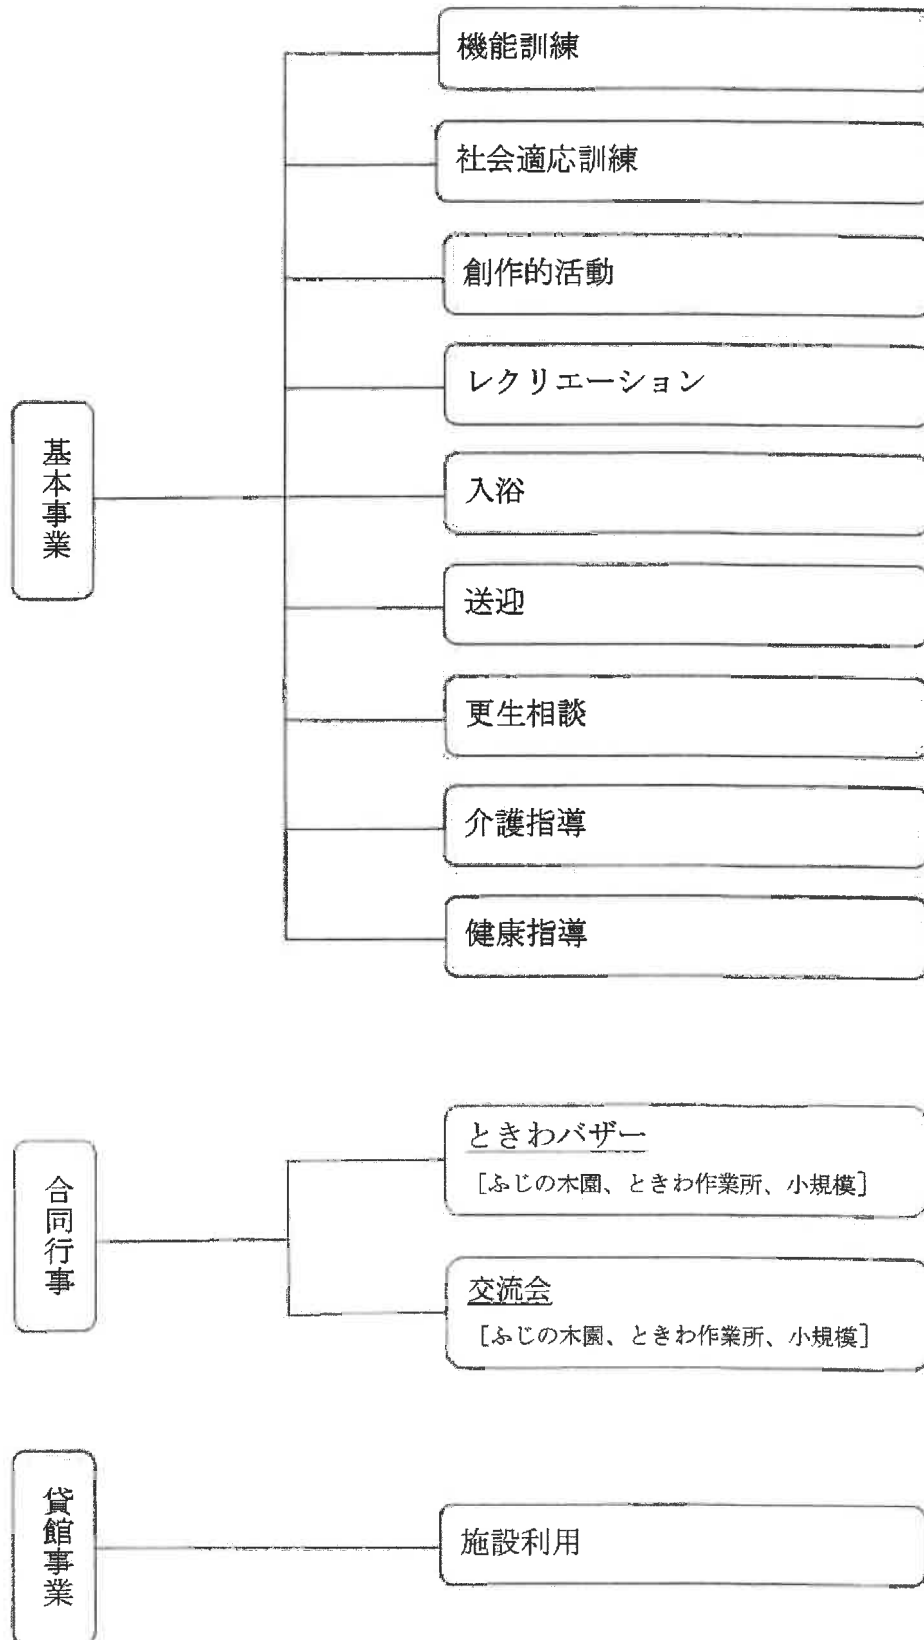 基本事業
機能訓練
社会適応訓練
創作的活動
レクリエーション
入浴
送迎
更生相談
介護指導
健康指導
合同行事
ときわバザー
[ふじの木園、ときわ作業所、小規模]
交流会
[ふじの木園、ときわ作業所、小規模]
貸館事業
施設利用